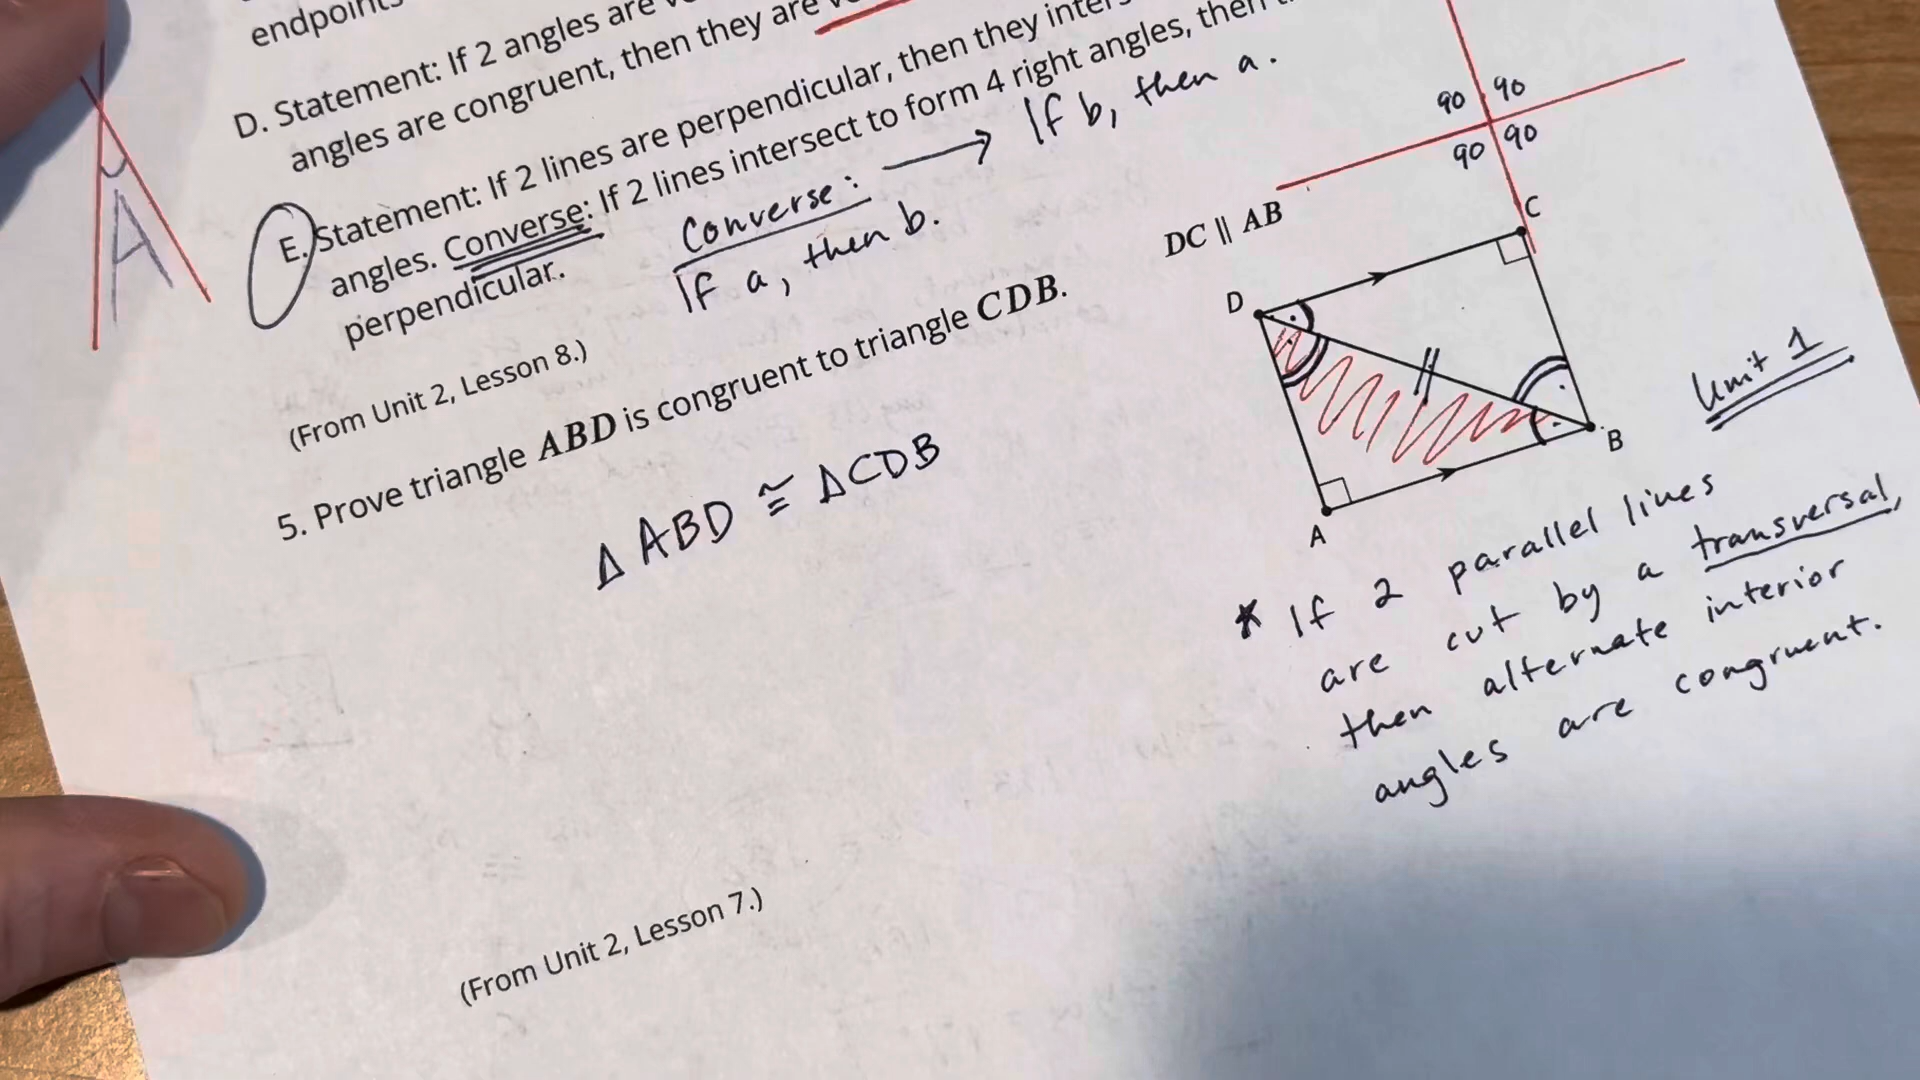 endpoints
D. Statement: If 2 angles are
angles are congruent, then they are
E. Statement: If 2 lines are perpendicular, then they
angles. Converse: If 2 lines intersect to form 4 right angles, then
perpendicular.
Converse: → If b, then a.
If a, then b.
(From Unit 2, Lesson 8.)
5. Prove triangle ABD is congruent to triangle CDB.
Δ ABD ≅ ΔCDB
(From Unit 2, Lesson 7.)
90 90
90 90
DC || AB
C
D
B
A
Unit 1
* If 2 parallel lines
are cut by a transversal,
then alternate interior
angles are congruent.
A